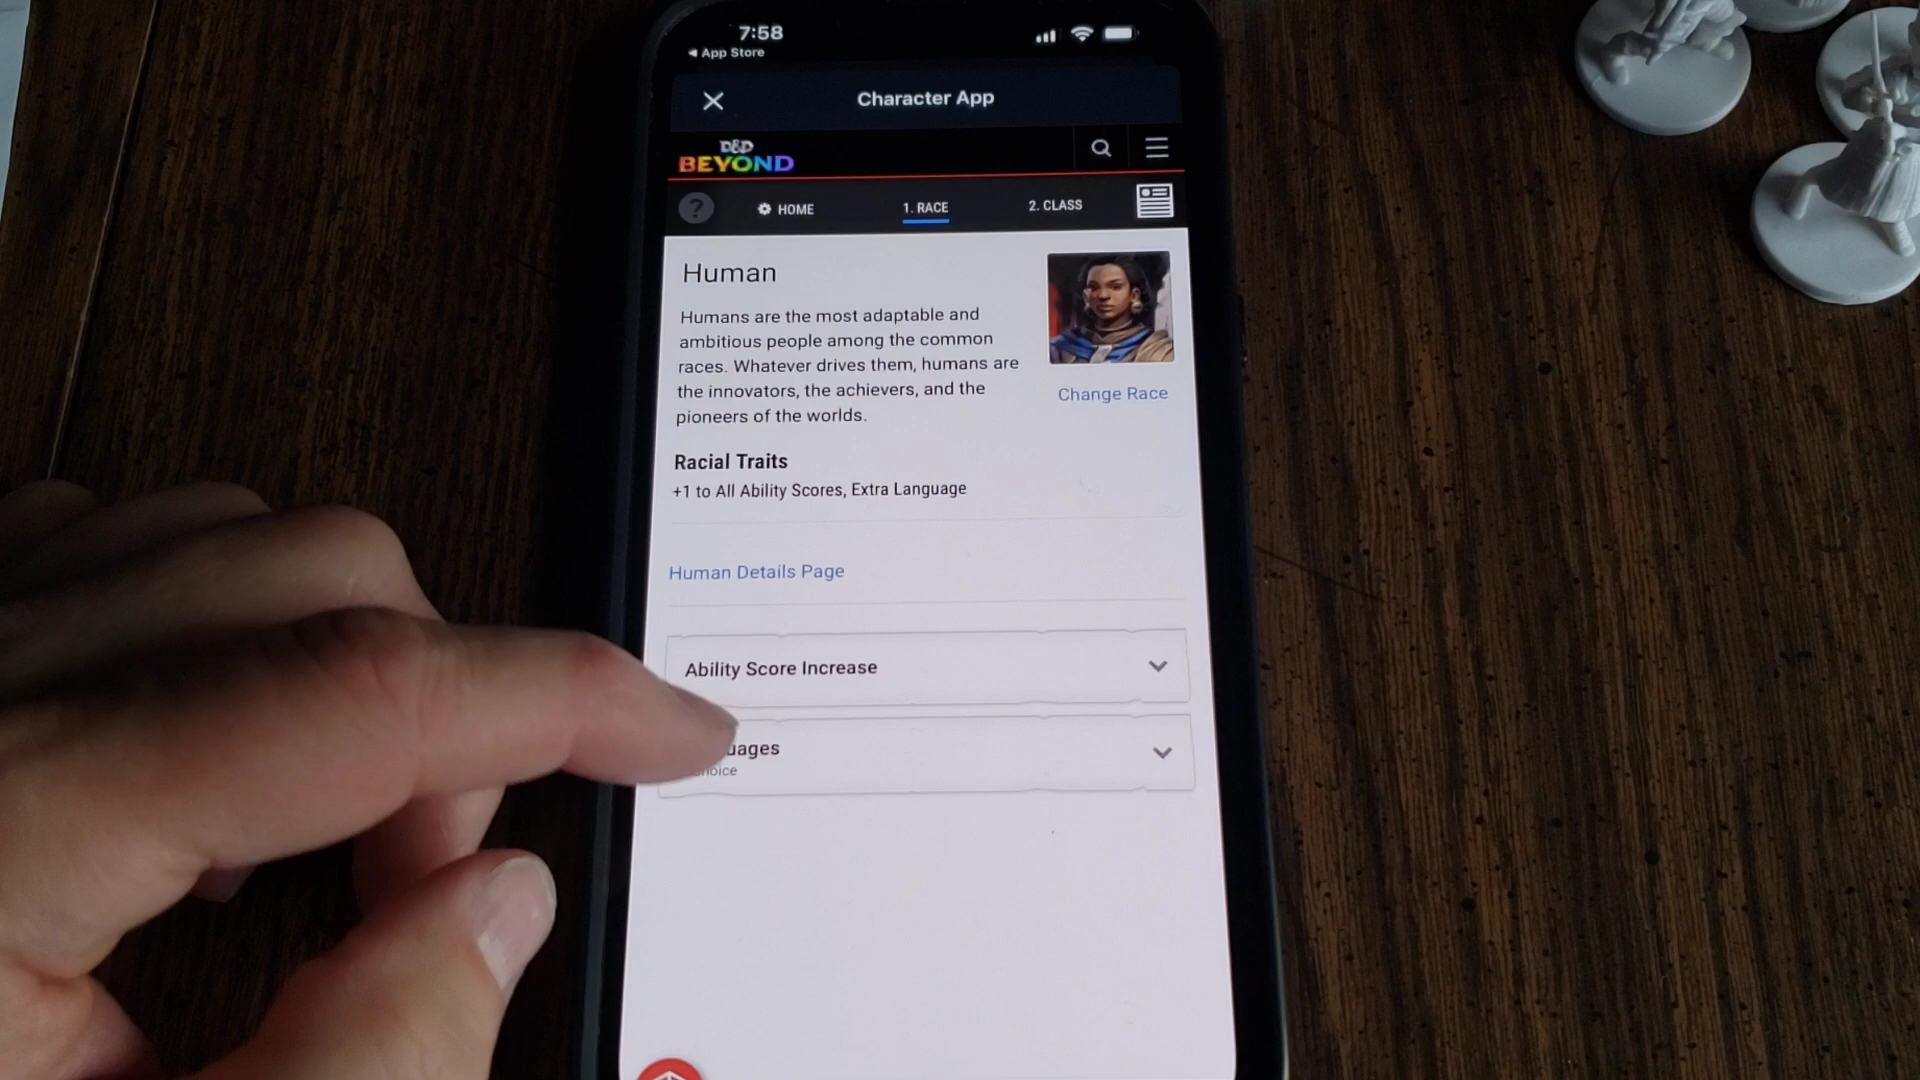 7:58
App Store
Character App
D&D
BEYOND
?
HOME
1. RACE
2. CLASS
Human
Humans are the most adaptable and
ambitious people among the common
races. Whatever drives them, humans are
the innovators, the achievers, and the
pioneers of the worlds.
Change Race
Racial Traits
+1 to All Ability Scores, Extra Language
Human Details Page
Ability Score Increase